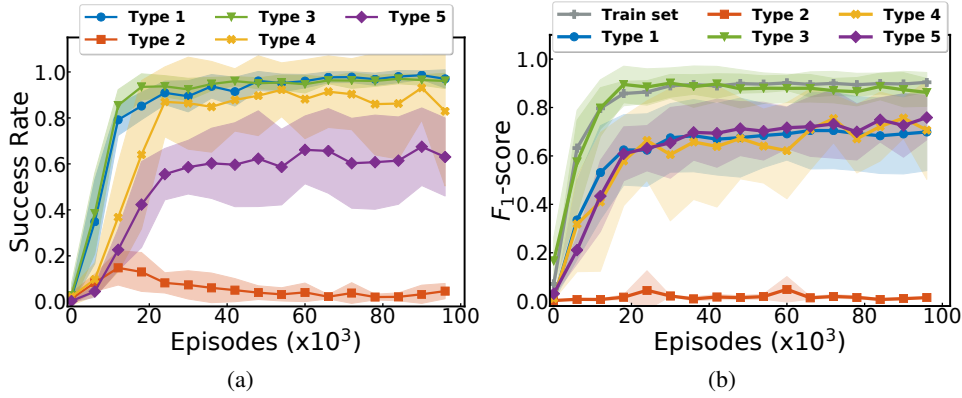 Type 1 Type 3 Type 5
Type 2 Type 4
1.0
0.8
0.6
0.4
0.2
0.0
Success Rate
0 20 40 60 80 100
Episodes (x10³)
(a)
Train set Type 2 Type 4
Type 1 Type 3 Type 5
1.0
0.8
0.6
0.4
0.2
0.0
F₁-score
0 20 40 60 80 100
Episodes (x10³)
(b)